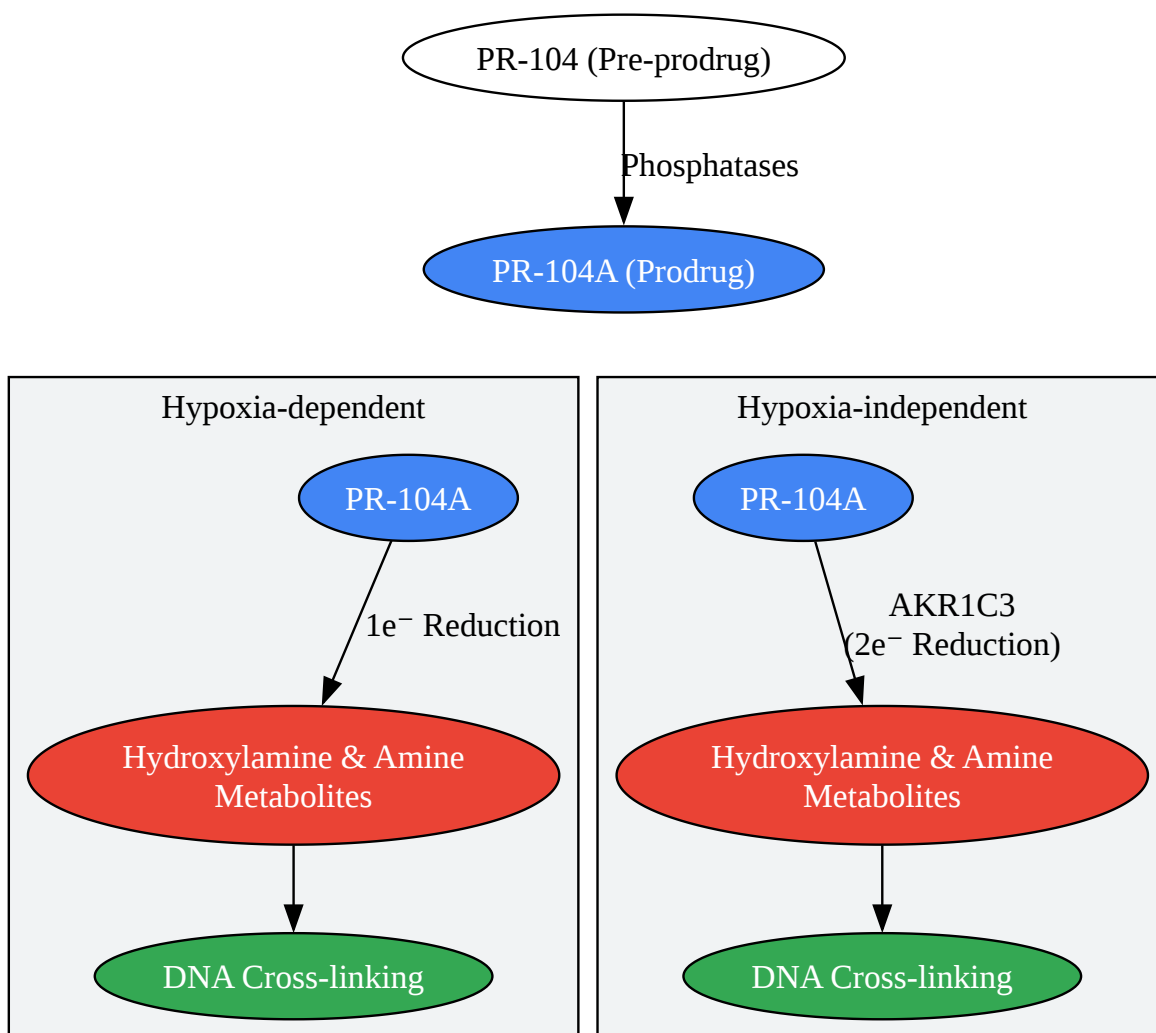 PR-104 (Pre-prodrug)
Phosphatases
PR-104A (Prodrug)
Hypoxia-dependent
PR-104A
1e⁻ Reduction
Hydroxylamine & Amine
Metabolites
DNA Cross-linking
Hypoxia-independent
PR-104A
AKR1C3
(2e⁻ Reduction)
Hydroxylamine & Amine
Metabolites
DNA Cross-linking